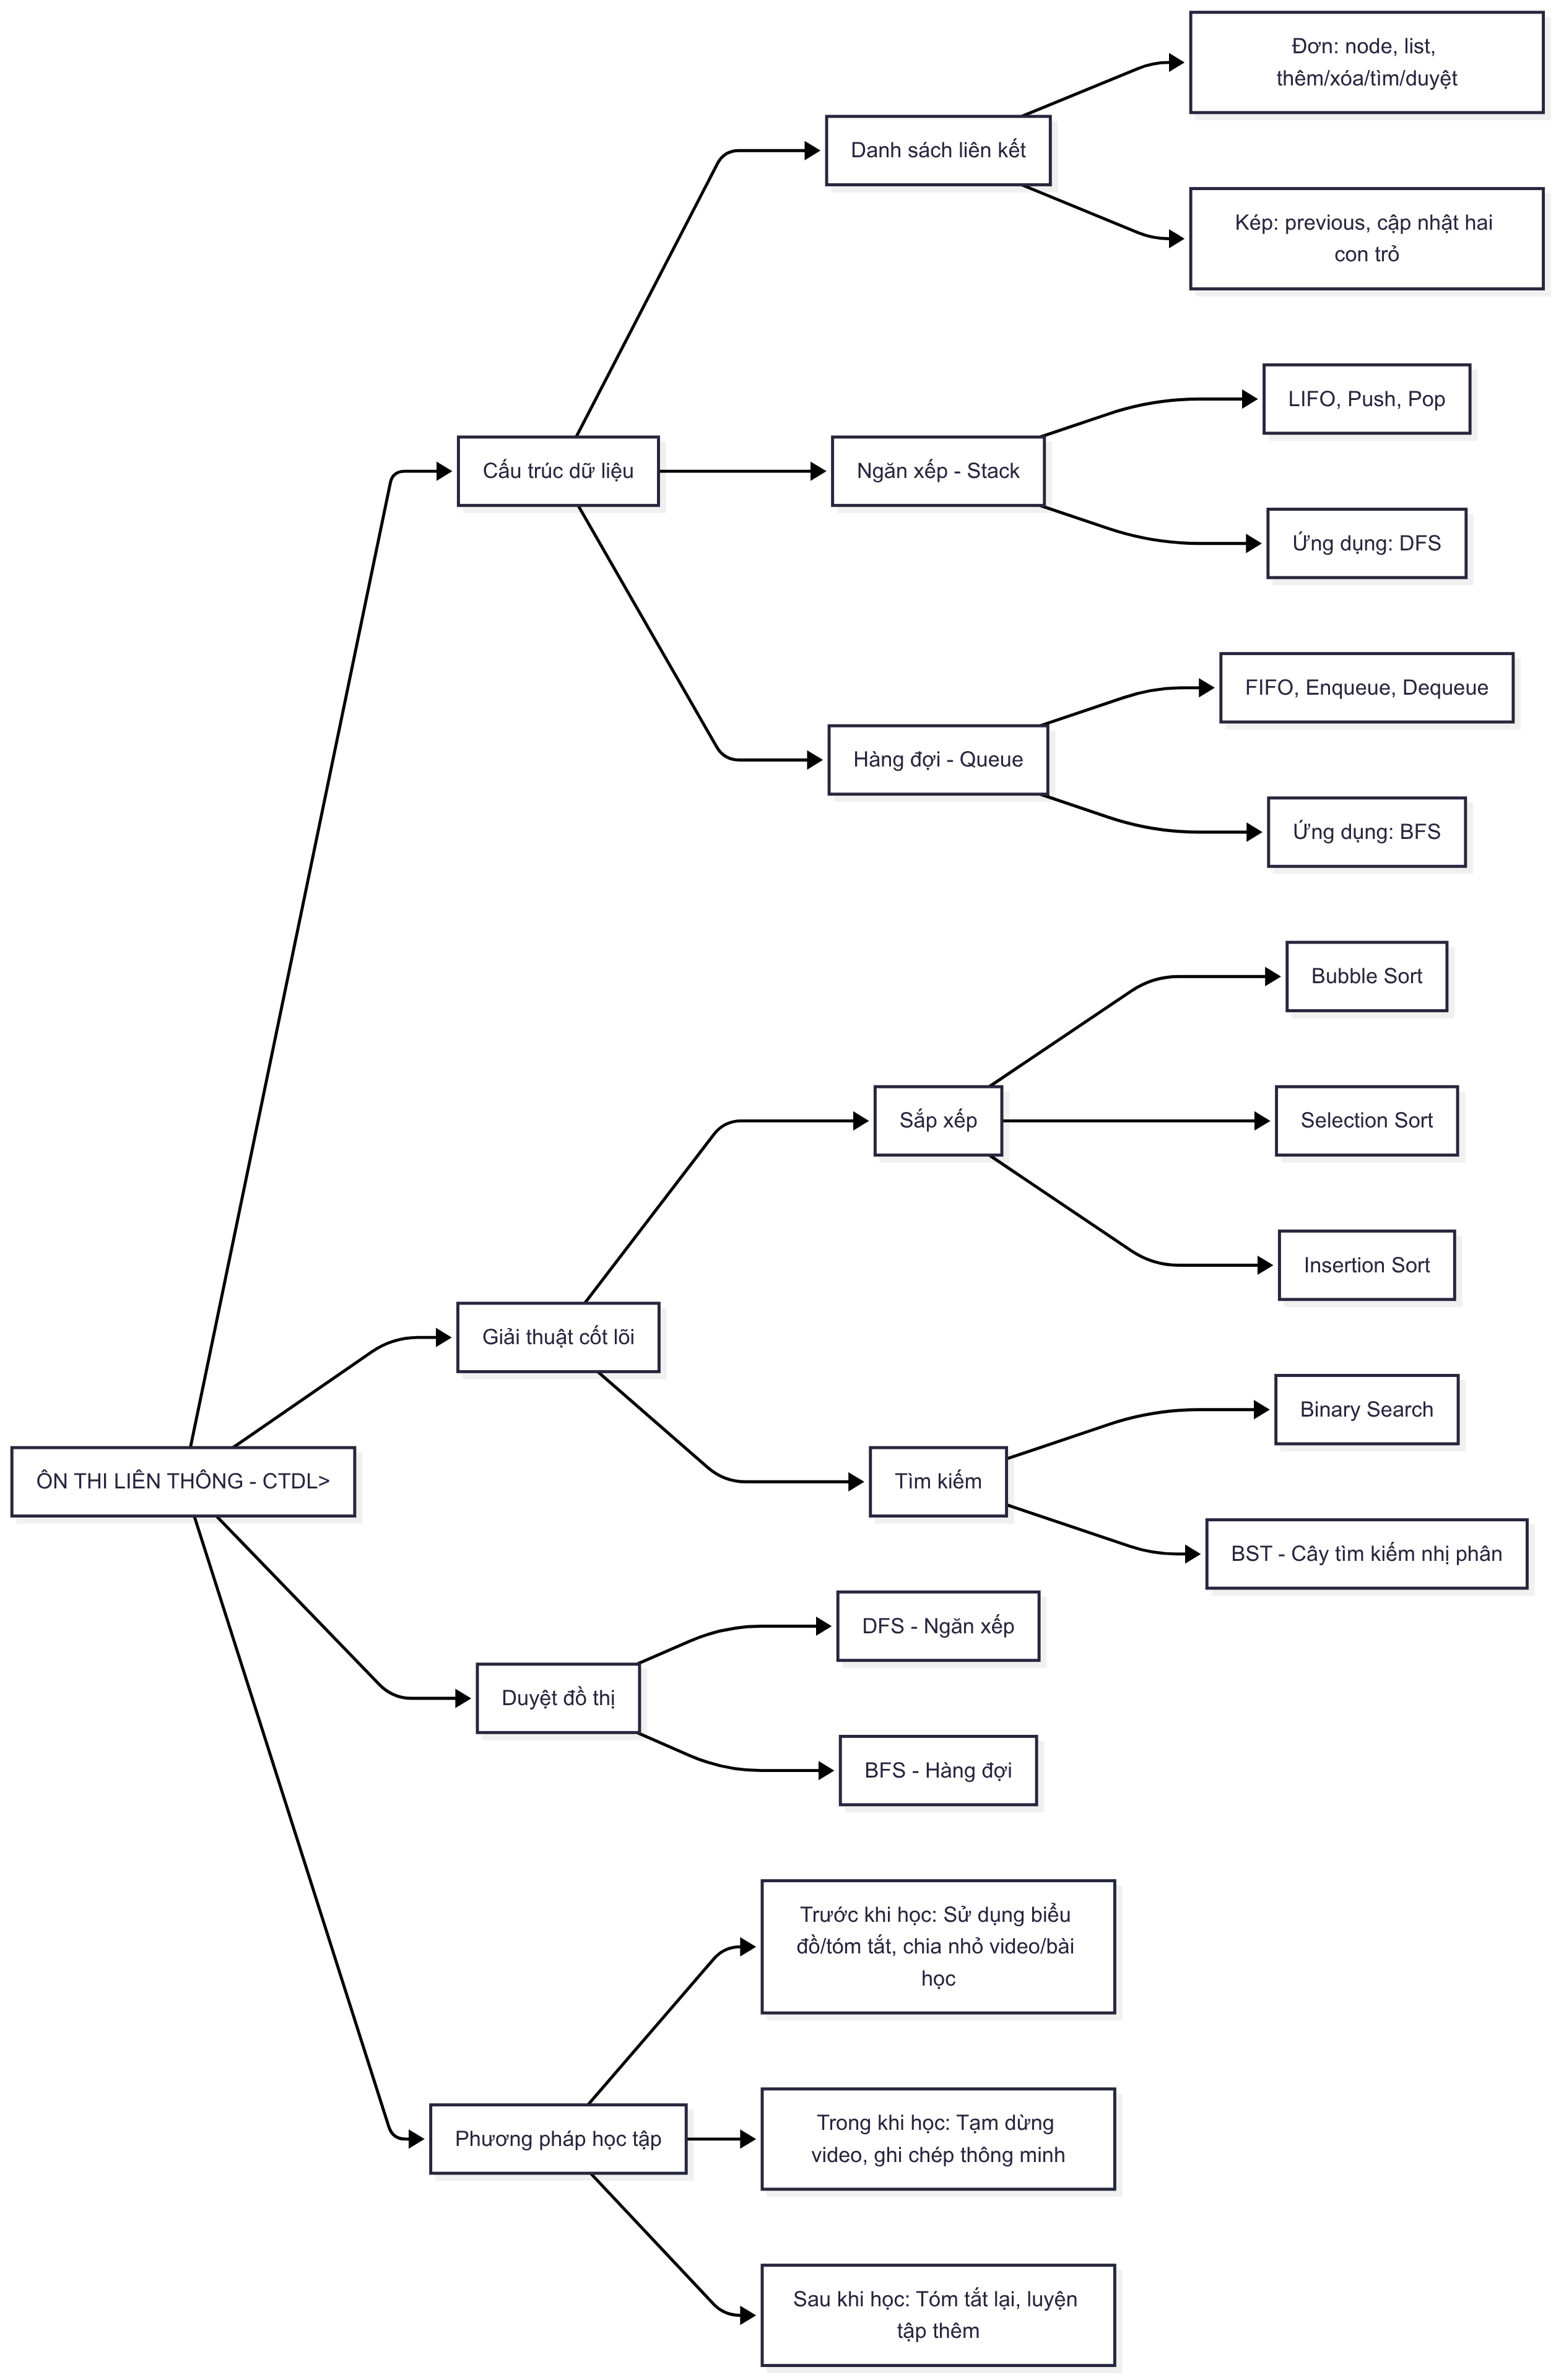 Đơn: node, list,
thêm/xóa/tìm/duyệt
Danh sách liên kết
Kép: previous, cập nhật hai
con trỏ
LIFO, Push, Pop
Cấu trúc dữ liệu
Ngăn xếp - Stack
Ứng dụng: DFS
FIFO, Enqueue, Dequeue
Hàng đợi - Queue
Ứng dụng: BFS
Bubble Sort
Sắp xếp
Selection Sort
Insertion Sort
Giải thuật cốt lõi
Binary Search
ÔN THI LIÊN THÔNG - CTDL>
Tìm kiếm
BST - Cây tìm kiếm nhị phân
DFS - Ngăn xếp
Duyệt đồ thị
BFS - Hàng đợi
Trước khi học: Sử dụng biểu
đồ/tóm tắt, chia nhỏ video/bài
học
Phương pháp học tập
Trong khi học: Tạm dừng
video, ghi chép thông minh
Sau khi học: Tóm tắt lại, luyện
tập thêm